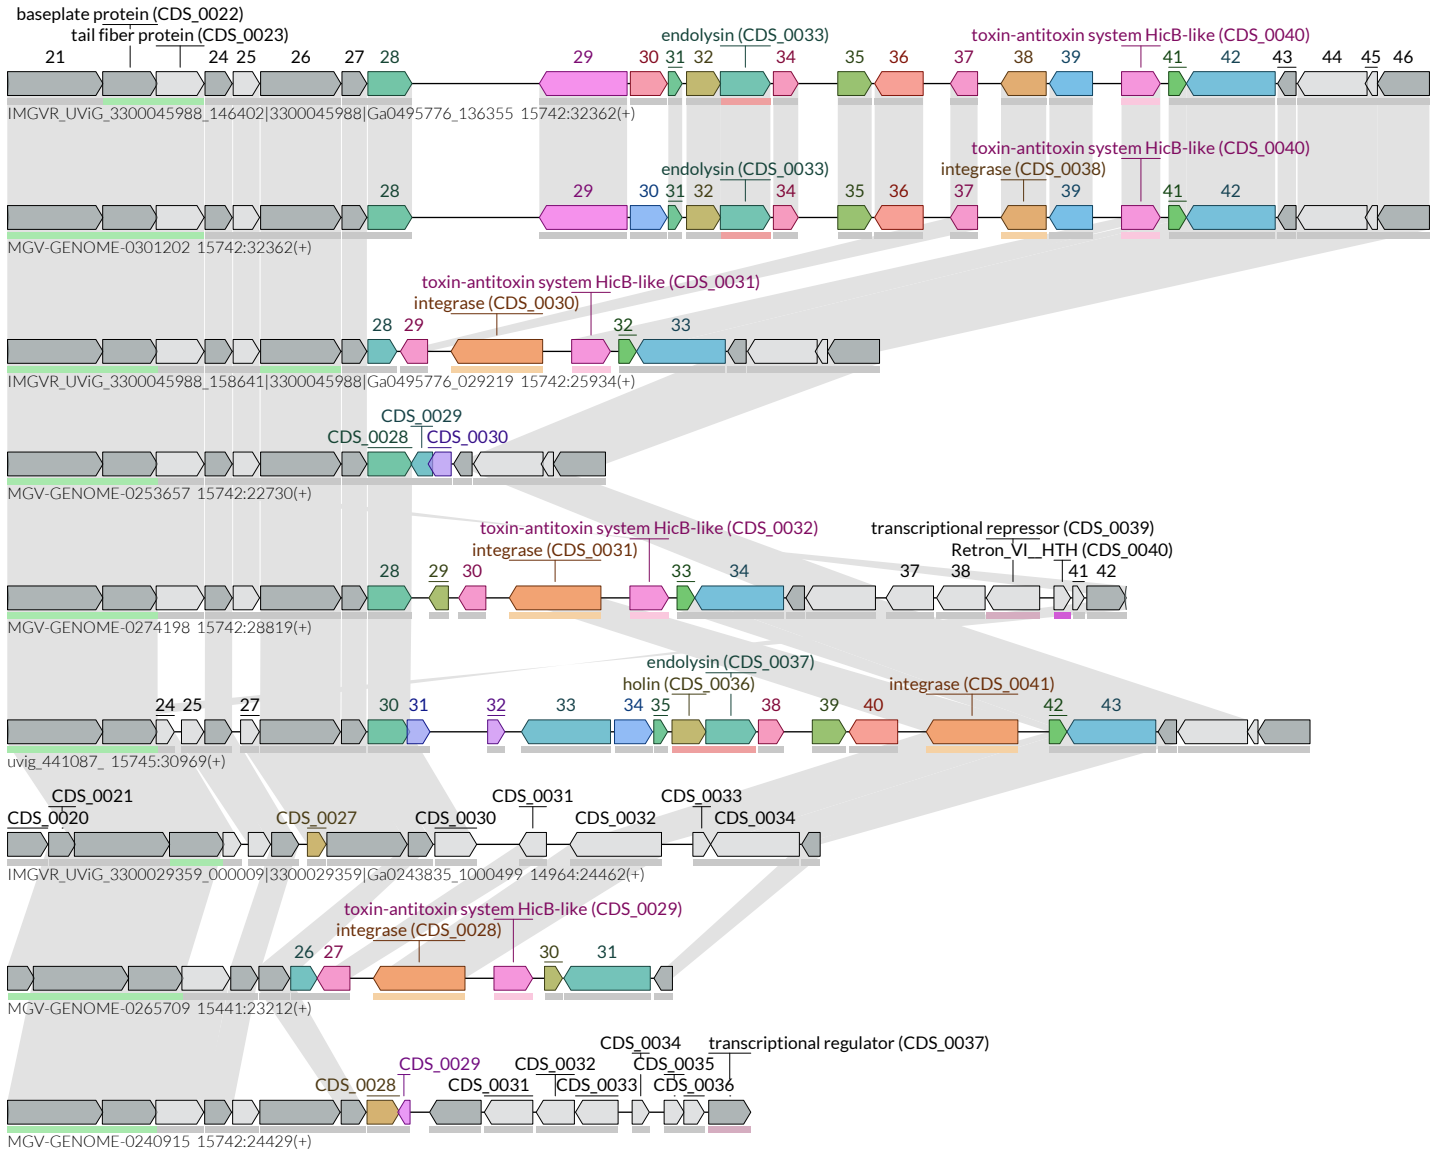 baseplate protein (CDS_0022)
tail fiber protein (CDS_0023)
endolysin (CDS_0033)
toxin-antitoxin system HicB-like (CDS_0040)
21 24 25 26 27 28 29 30 31 32 34 35 36 37 38 39 41 42 43 44 45 46
IMGVR_UViG_3300045988_146402|3300045988|Ga0495776_136355 15742:32362(+)
toxin-antitoxin system HicB-like (CDS_0040)
endolysin (CDS_0033)
integrase (CDS_0038)
28 29 30 31 32 34 35 36 37 39 41 42
MGV-GENOME-0301202 15742:32362(+)
toxin-antitoxin system HicB-like (CDS_0031)
integrase (CDS_0030)
28 29 32 33
IMGVR_UViG_3300045988_158641|3300045988|Ga0495776_029219 15742:25934(+)
CDS_0029
CDS_0028 CDS_0030
MGV-GENOME-0253657 15742:22730(+)
toxin-antitoxin system HicB-like (CDS_0032)
transcriptional repressor (CDS_0039)
integrase (CDS_0031)
Retron_VI__HTH (CDS_0040)
28 29 30 33 34 37 38 41 42
MGV-GENOME-0274198 15742:28819(+)
endolysin (CDS_0037)
holin (CDS_0036)
integrase (CDS_0041)
24 25 27 30 31 32 33 34 35 38 39 40 42 43
uvig_441087_ 15745:30969(+)
CDS_0021 CDS_0031 CDS_0033
CDS_0020 CDS_0027 CDS_0030 CDS_0032 CDS_0034
IMGVR_UViG_3300029359_000009|3300029359|Ga0243835_1000499 14964:24462(+)
toxin-antitoxin system HicB-like (CDS_0029)
integrase (CDS_0028)
26 27 30 31
MGV-GENOME-0265709 15441:23212(+)
CDS_0034 transcriptional regulator (CDS_0037)
CDS_0029 CDS_0032 CDS_0035
CDS_0028 CDS_0031 CDS_0033 CDS_0036
MGV-GENOME-0240915 15742:24429(+)